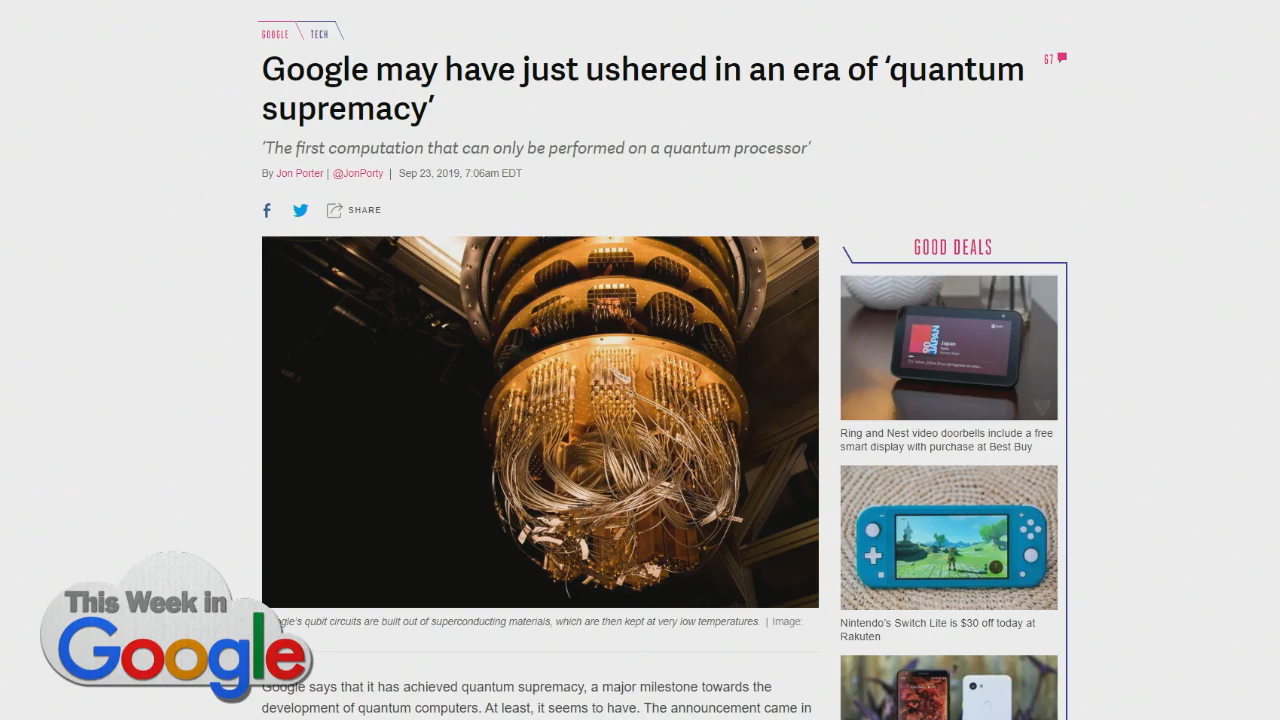 GOOGLE TECH
Google may have just ushered in an era of ‘quantum
supremacy’
67
‘The first computation that can only be performed on a quantum processor’
By Jon Porter | @JonPorty | Sep 23, 2019, 7:06am EDT
SHARE
gle’s qubit circuits are built out of superconducting materials, which are then kept at very low temperatures. | Image:
Google says that it has achieved quantum supremacy, a major milestone towards the
development of quantum computers. At least, it seems to have. The announcement came in
GOOD DEALS
90
JAPAN
Japan
Ring and Nest video doorbells include a free
smart display with purchase at Best Buy
Nintendo’s Switch Lite is $30 off today at
Rakuten
This Week in
Google